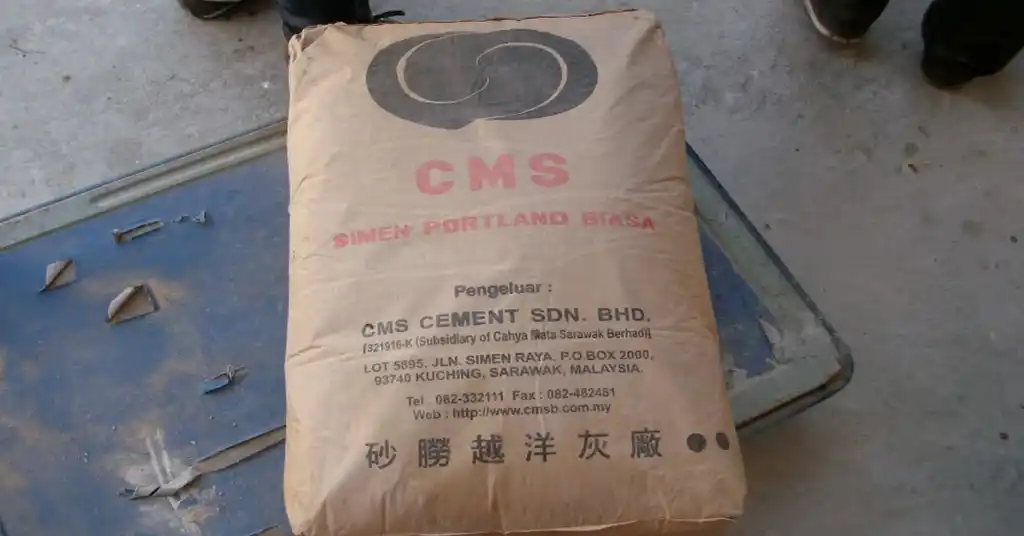 CMS
SIMEN PORTLAND BIASA
Pengeluar :
CMS CEMENT SDN. BHD.
[321916-K (Subsidiary of Cahya Mata Sarawak Berhad)]
LOT 5895, JLN. SIMEN RAYA, P.O BOX 2000,
93740 KUCHING, SARAWAK, MALAYSIA.
Tel 082-332111 Fax : 082-482461
Web : http://www.cmsb.com.my
砂朥越洋灰廠